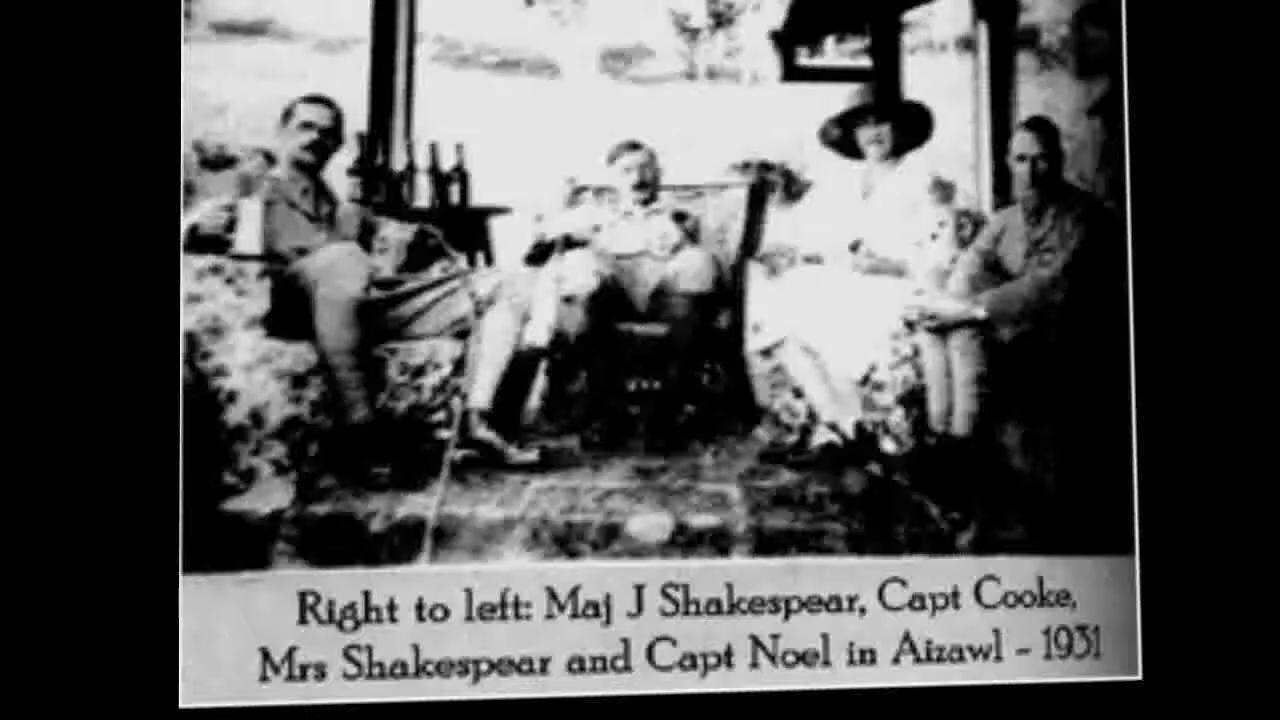 Right to left: Maj J Shakespear, Capt Cooke,
Mrs Shakespear and Capt Noel in Aizawl - 1931